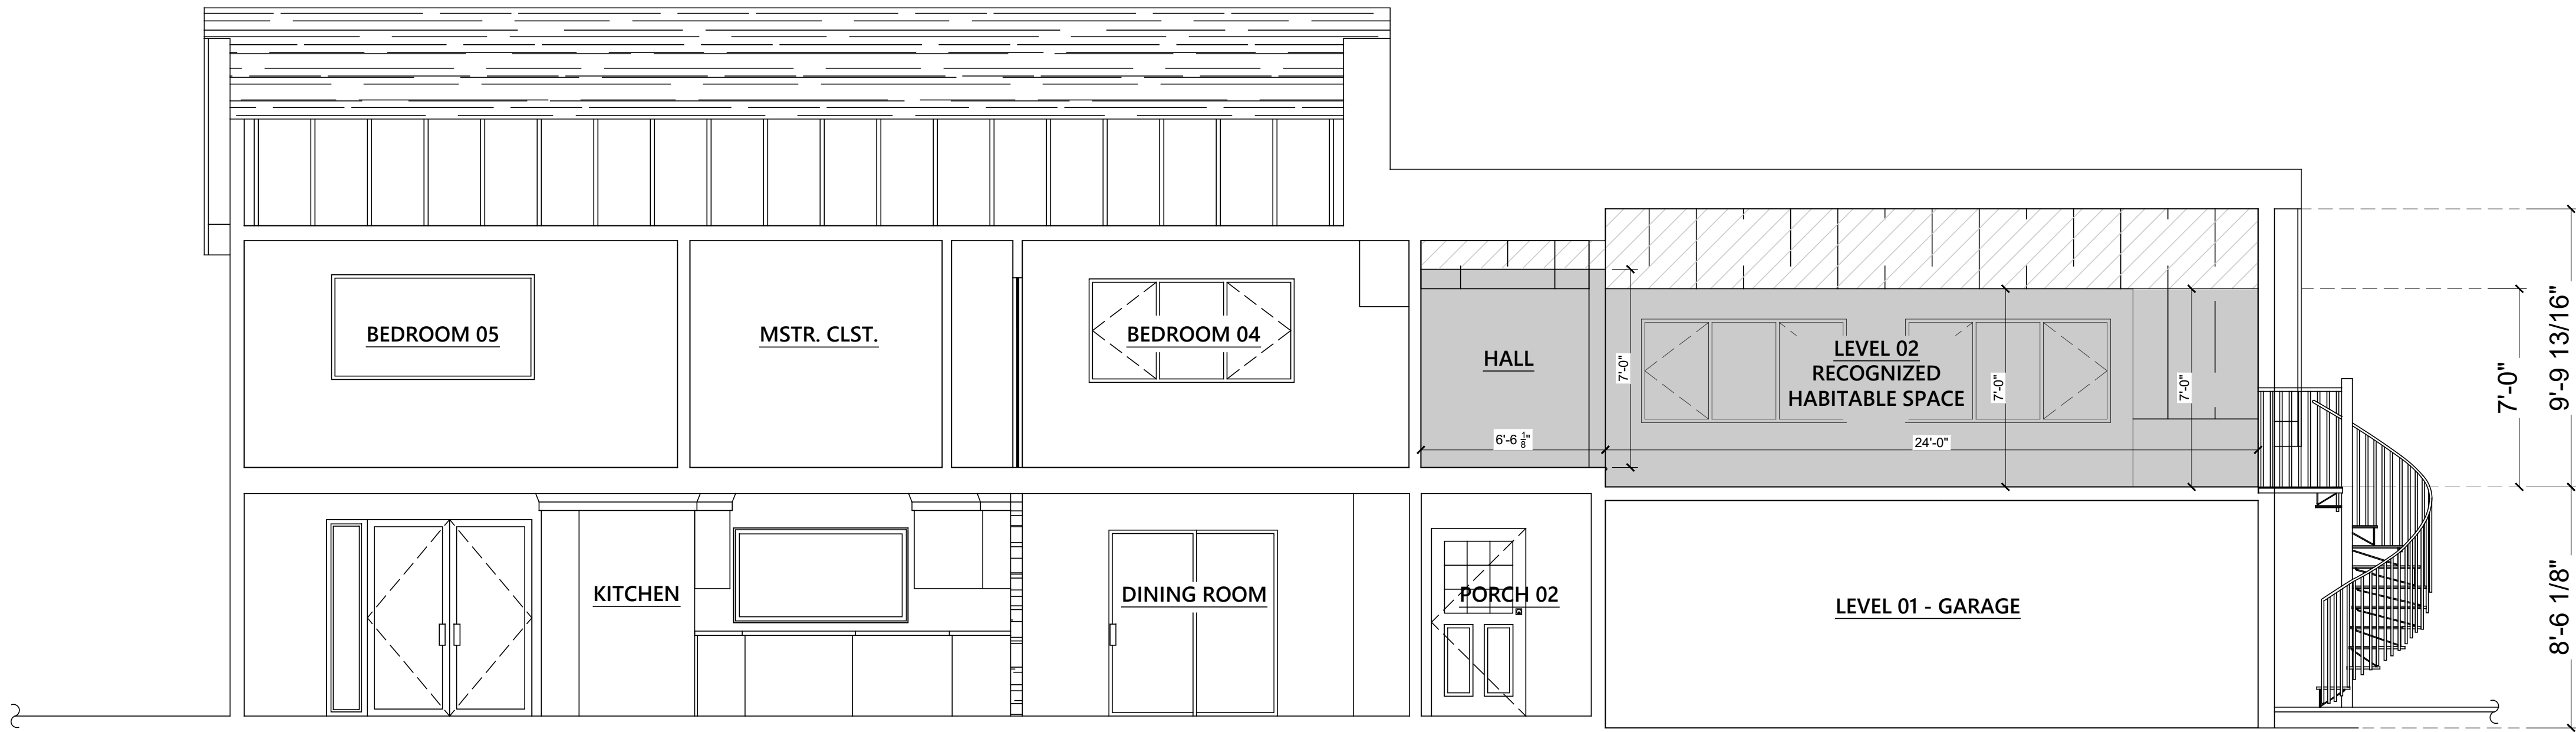 BEDROOM 05
MSTR. CLST.
BEDROOM 04
HALL
LEVEL 02
RECOGNIZED
HABITABLE SPACE
7'-0"
7'-0"
7'-0"
6'-6 1/8"
24'-0"
7'-0"
9'-9 13/16"
KITCHEN
DINING ROOM
PORCH 02
LEVEL 01 - GARAGE
8'-6 1/8"